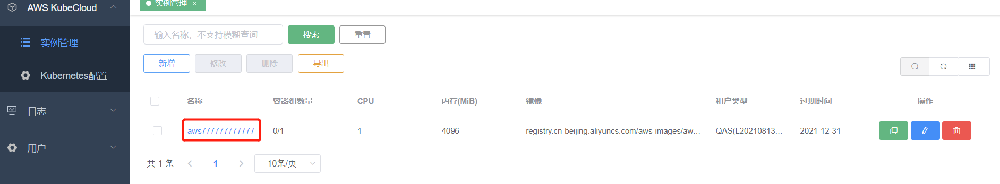 AWS KubeCloud
实例管理
Kubernetes配置
日志
用户
实例管理 ×
输入名称，不支持模糊查询 搜索 重置
新增 修改 删除 导出
名称 容器组数量 CPU 内存(MiB) 镜像 租户类型 过期时间 操作
aws777777777777 0/1 1 4096 registry.cn-beijing.aliyuncs.com/aws-images/aw... QAS(L20210813... 2021-12-31
共 1 条 1 10条/页